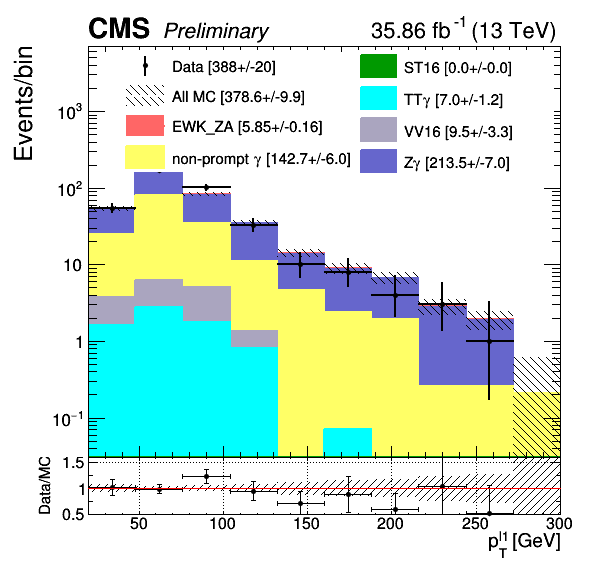 CMS Preliminary 35.86 fb⁻¹ (13 TeV)
Events/bin
Data [388+/-20]
All MC [378.6+/-9.9]
EWK_ZA [5.85+/-0.16]
non-prompt γ [142.7+/-6.0]
ST16 [0.0+/-0.0]
TTγ [7.0+/-1.2]
VV16 [9.5+/-3.3]
Zγ [213.5+/-7.0]
10³
10²
10
1
10⁻¹
Data/MC
1.5
1
0.5
50 100 150 200 250 300
p_T^l1 [GeV]